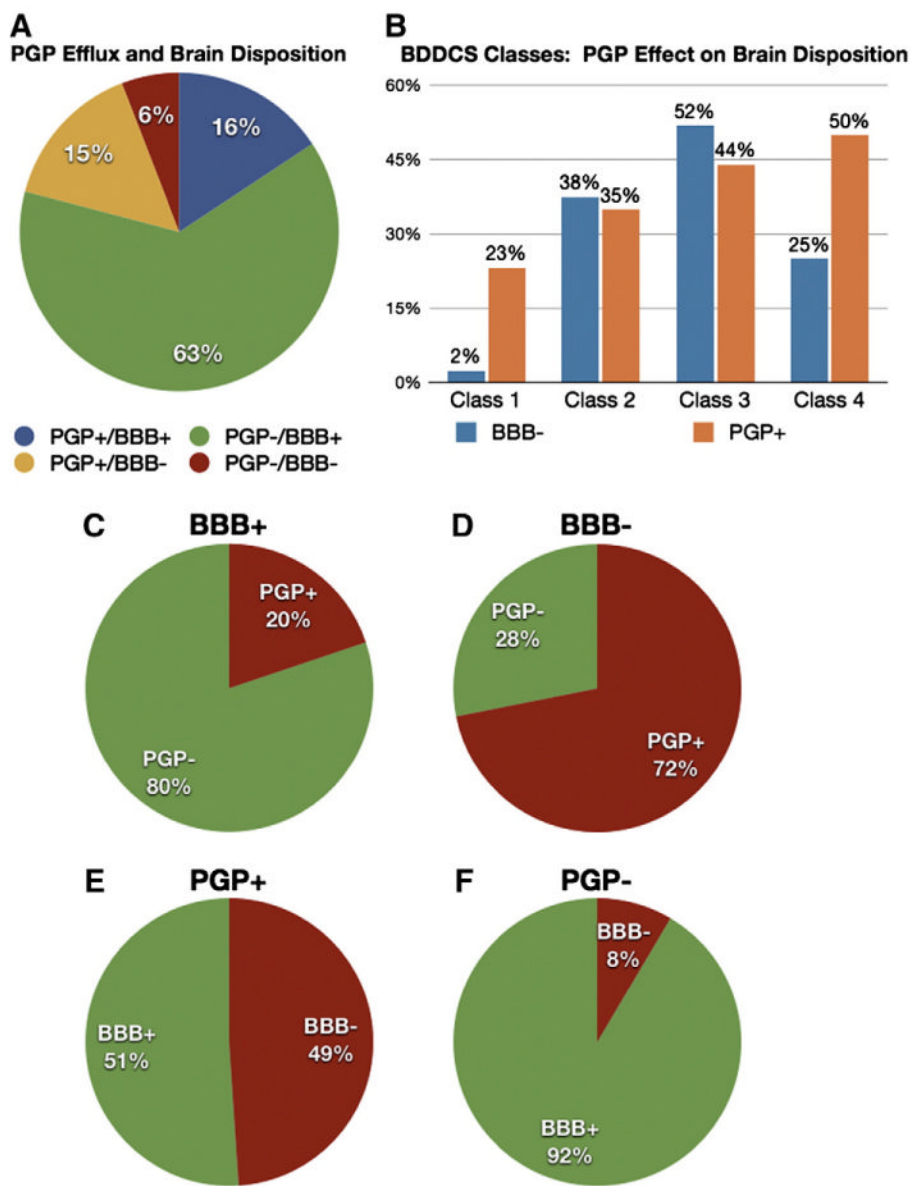 A
PGP Efflux and Brain Disposition
6%
16%
15%
63%
PGP+/BBB+
PGP-/BBB+
PGP+/BBB-
PGP-/BBB-
B
BDDCS Classes: PGP Effect on Brain Disposition
60%
45%
30%
15%
0%
2%
23%
38%
35%
52%
44%
25%
50%
Class 1
Class 2
Class 3
Class 4
BBB-
PGP+
C
BBB+
PGP+
20%
PGP-
80%
D
BBB-
PGP-
28%
PGP+
72%
E
PGP+
BBB+
51%
BBB-
49%
F
PGP-
BBB-
8%
BBB+
92%